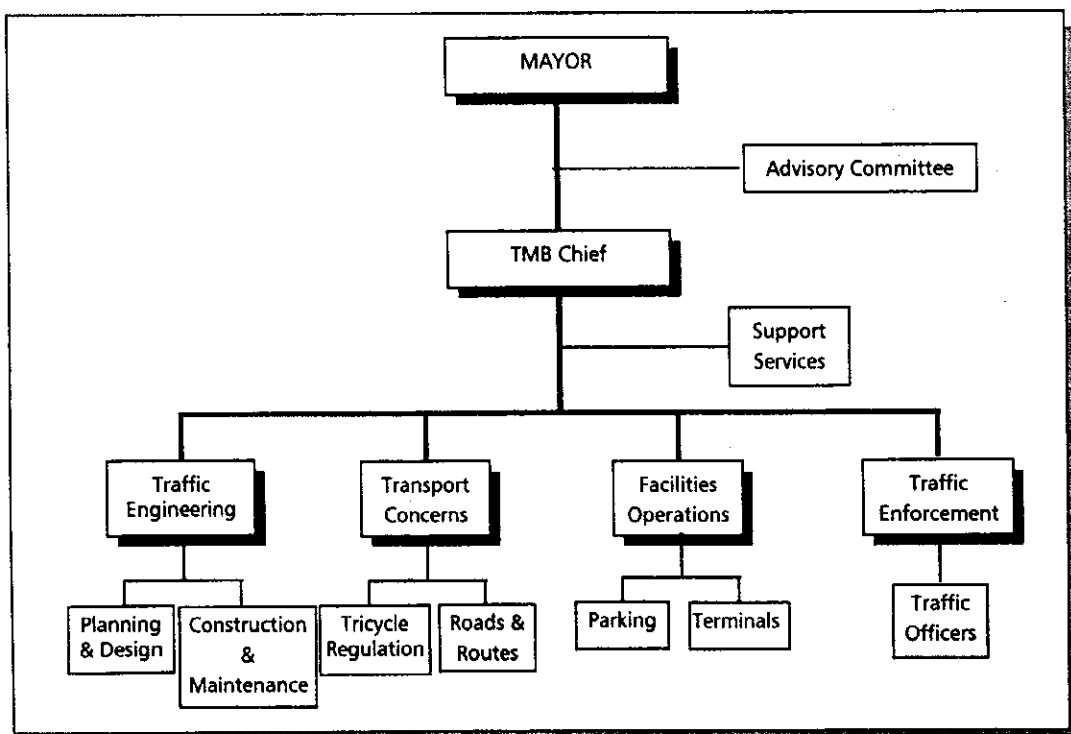 MAYOR
Advisory Committee
TMB Chief
Support
Services
Traffic
Engineering
Transport
Concerns
Facilities
Operations
Traffic
Enforcement
Planning
& Design
Construction
&
Maintenance
Tricycle
Regulation
Roads &
Routes
Parking
Terminals
Traffic
Officers